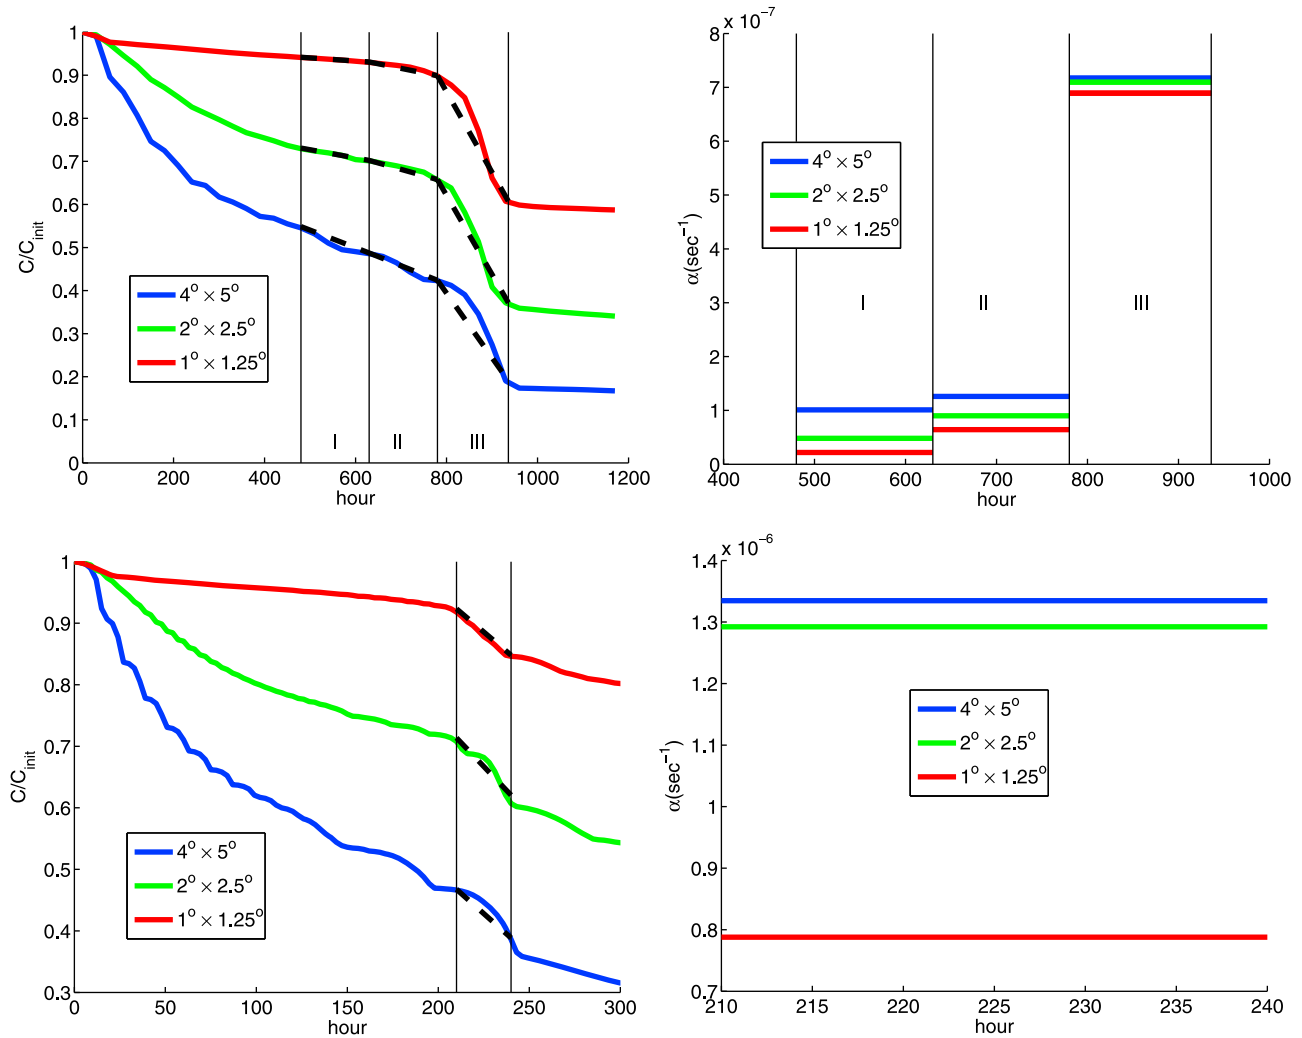 C/C_init
1
0.9
0.8
0.7
0.6
0.5
0.4
0.3
0.2
0.1
0
4° × 5°
2° × 2.5°
1° × 1.25°
I II III
0 200 400 600 800 1000 1200
hour
× 10⁻⁷
α(sec⁻¹)
8
7
6
5
4
3
2
1
0
4° × 5°
2° × 2.5°
1° × 1.25°
I II III
400 500 600 700 800 900 1000
hour
C/C_init
1
0.9
0.8
0.7
0.6
0.5
0.4
0.3
4° × 5°
2° × 2.5°
1° × 1.25°
0 50 100 150 200 250 300
hour
× 10⁻⁶
α(sec⁻¹)
1.4
1.3
1.2
1.1
1
0.9
0.8
0.7
4° × 5°
2° × 2.5°
1° × 1.25°
210 215 220 225 230 235 240
hour